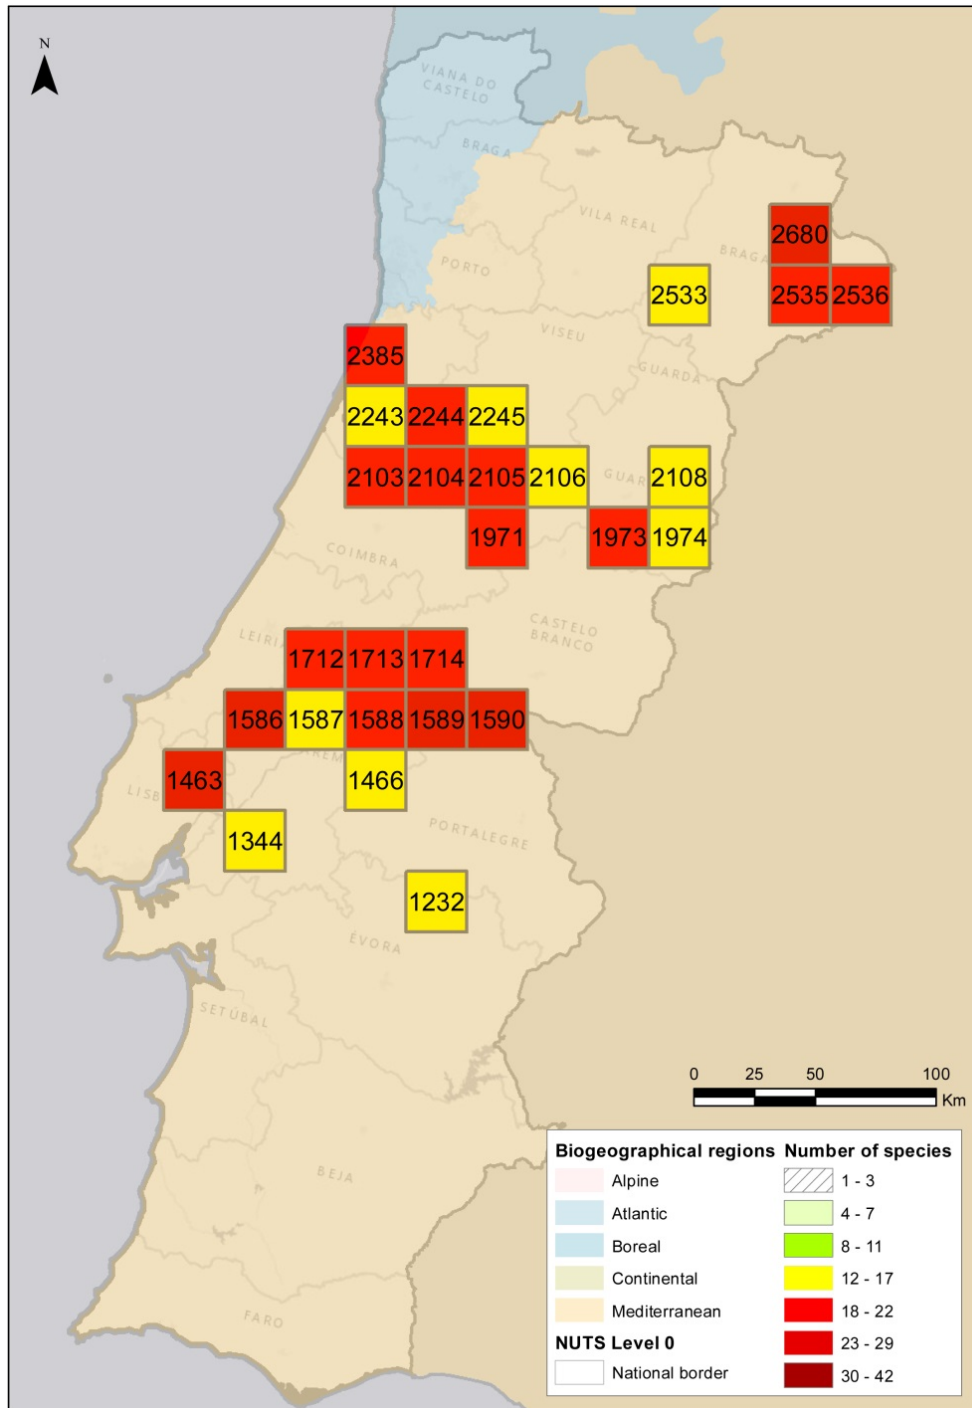 N
VIANA DO
CASTELO
BRAGA
VILA REAL
2680
BRAGA
PORTO
2533
2535
2536
VISEU
2385
GUARDA
2243
2244
2245
2103
2104
2105
2106
GUAR
2108
1971
1973
1974
COIMBRA
CASTELO
BRANCO
LEIRIA
1712
1713
1714
1586
1587
1588
1589
1590
AREM
1463
LISB
1466
1344
PORTALEGRE
1232
ÉVORA
SETÚBAL
0 25 50 100
Km
BEJA
FARO
Biogeographical regions
Alpine
Atlantic
Boreal
Continental
Mediterranean
NUTS Level 0
National border
Number of species
1 - 3
4 - 7
8 - 11
12 - 17
18 - 22
23 - 29
30 - 42